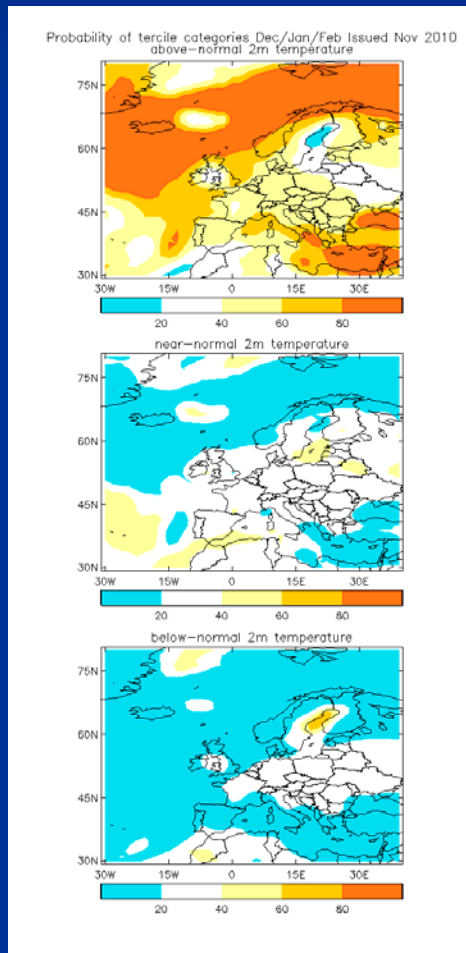 Probability of tercile categories Dec/Jan/Feb Issued Nov 2010
above-normal 2m temperature
75N
60N
45N
30N
30W 15W 0 15E 30E
20 40 60 80
near-normal 2m temperature
75N
60N
45N
30N
30W 15W 0 15E 30E
20 40 60 80
below-normal 2m temperature
75N
60N
45N
30N
30W 15W 0 15E 30E
20 40 60 80